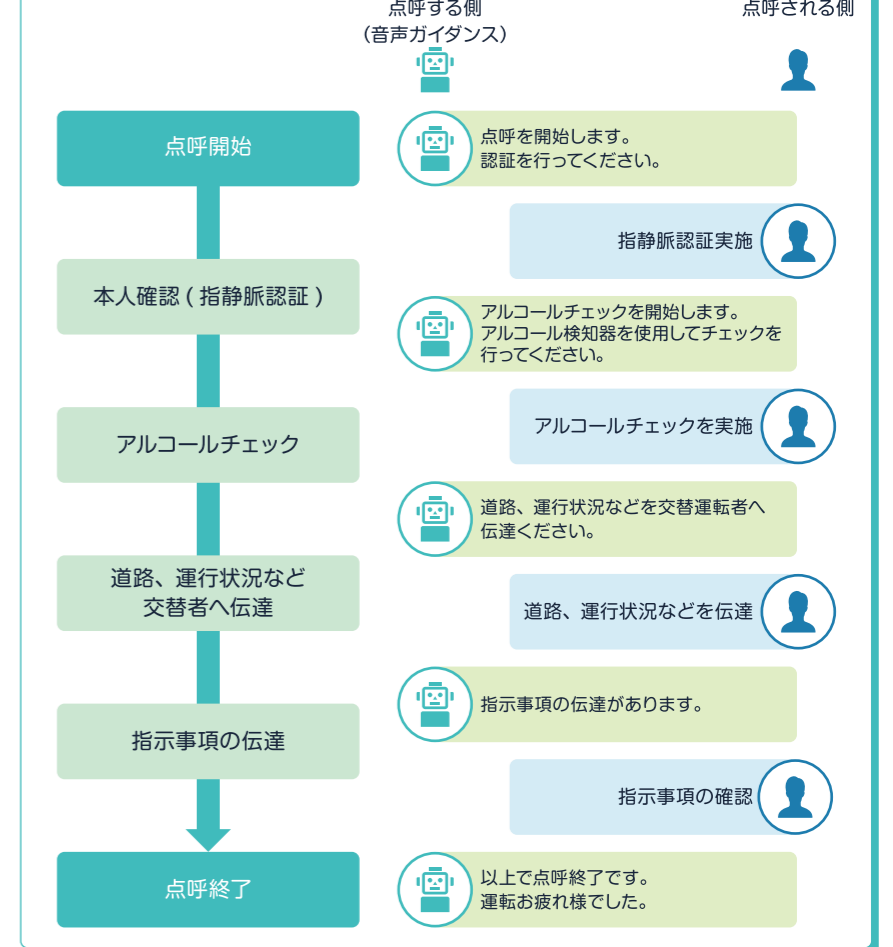 点呼する側
(音声ガイダンス)
点呼される側
点呼開始
点呼を開始します。
認証を行ってください。
指静脈認証実施
本人確認 ( 指静脈認証 )
アルコールチェックを開始します。
アルコール検知器を使用してチェックを
行ってください。
アルコールチェックを実施
アルコールチェック
道路、運行状況などを交替運転者へ
伝達ください。
道路、運行状況など
交替者へ伝達
道路、運行状況などを伝達
指示事項の伝達があります。
指示事項の伝達
指示事項の確認
点呼終了
以上で点呼終了です。
運転お疲れ様でした。